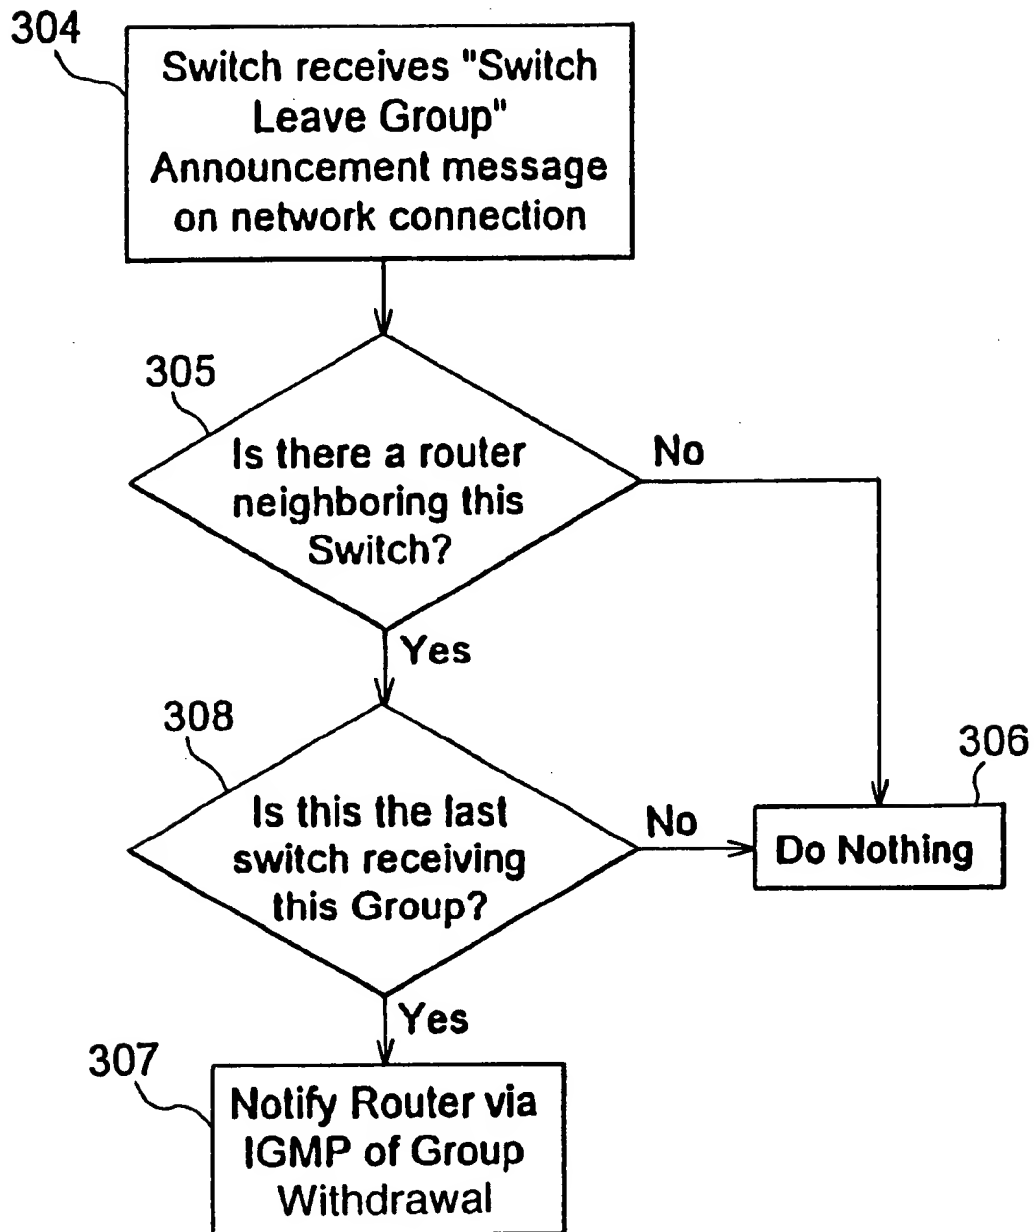 304
Switch receives "Switch
Leave Group"
Announcement message
on network connection
305
Is there a router
neighboring this
Switch?
No
Yes
308
Is this the last
switch receiving
this Group?
No
306
Do Nothing
Yes
307
Notify Router via
IGMP of Group
Withdrawal